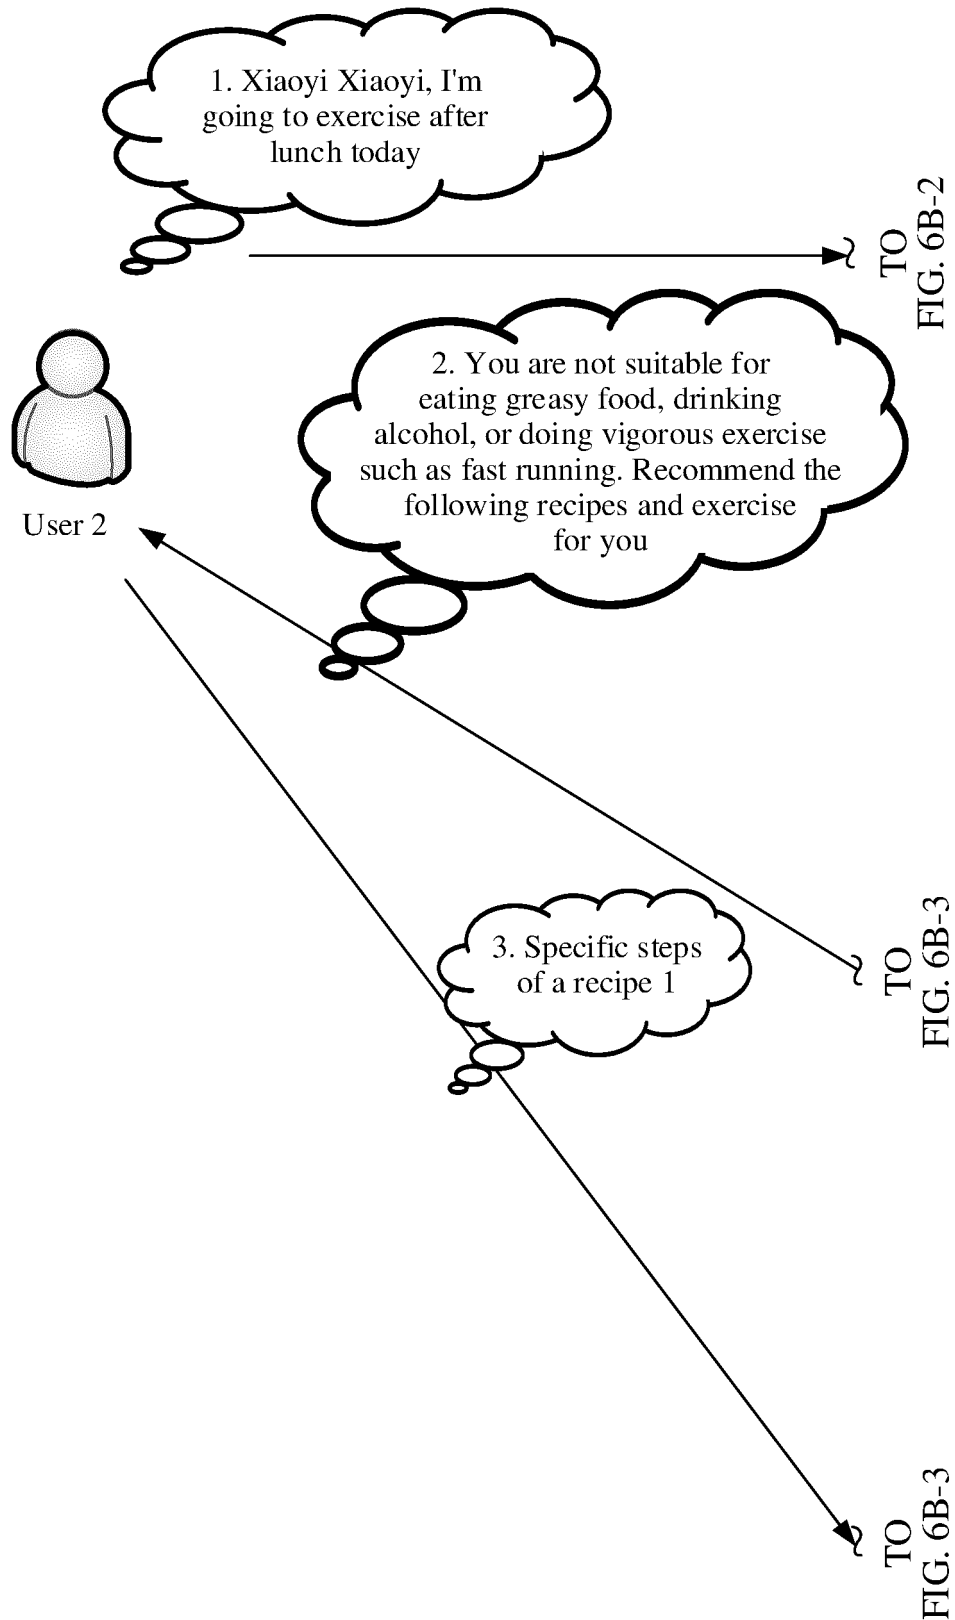 1. Xiaoyi Xiaoyi, I'm
going to exercise after
lunch today
TO
FIG. 6B-2
2. You are not suitable for
eating greasy food, drinking
alcohol, or doing vigorous exercise
such as fast running. Recommend the
following recipes and exercise
for you
User 2
3. Specific steps
of a recipe 1
TO
FIG. 6B-3
TO
FIG. 6B-3